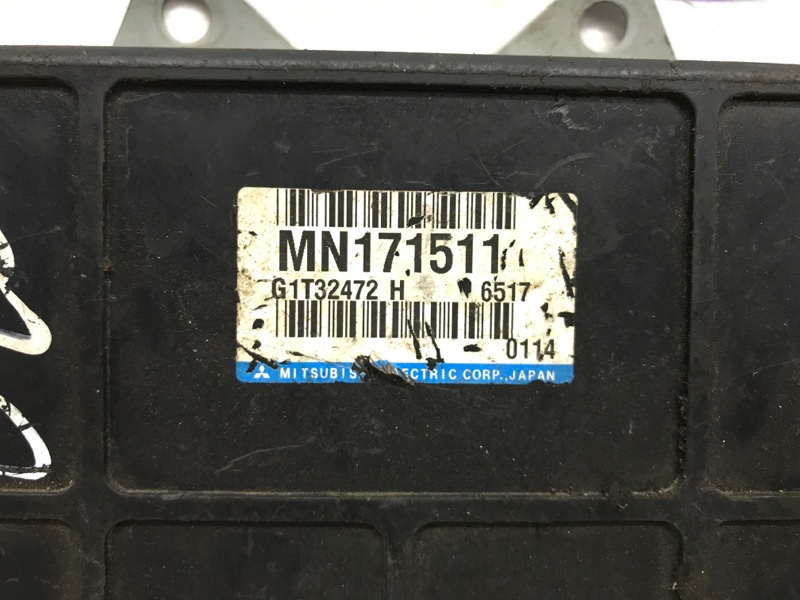 MN171511
G1T32472 H 6517
0114
MITSUBIS ECTRIC CORP.,JAPAN